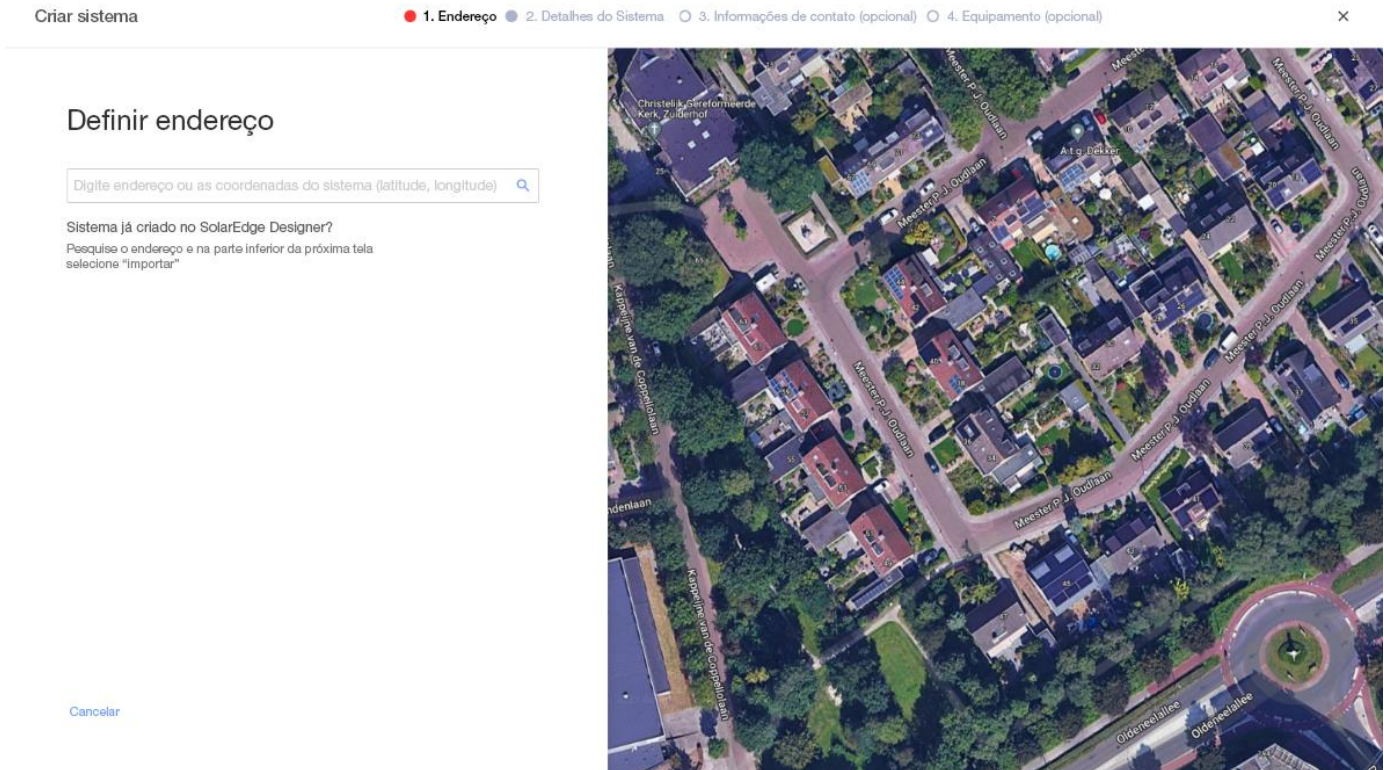 Criar sistema
1. Endereço
2. Detalhes do Sistema
3. Informações de contato (opcional)
4. Equipamento (opcional)
Definir endereço
Digite endereço ou as coordenadas do sistema (latitude, longitude)
Sistema já criado no SolarEdge Designer?
Pesquise o endereço e na parte inferior da próxima tela
selecione “importar”
Cancelar
Christelijk Gereformeerde
Kerk, Zuiderhof
A.t.g. Dekker
Meester P. J. Oudlaan
Meester P. J. Oudlaan
Meester P. J. Oudlaan
Meester P. J. Oudlaan
Meester P. J. Oudlaan
Meester P. J. Oudlaan
Meester P. J. Oudlaan
Kappeijne van de Coppellolaan
Kappeijne van de Coppellolaan
Oldeneelallee
Oldeneelallee